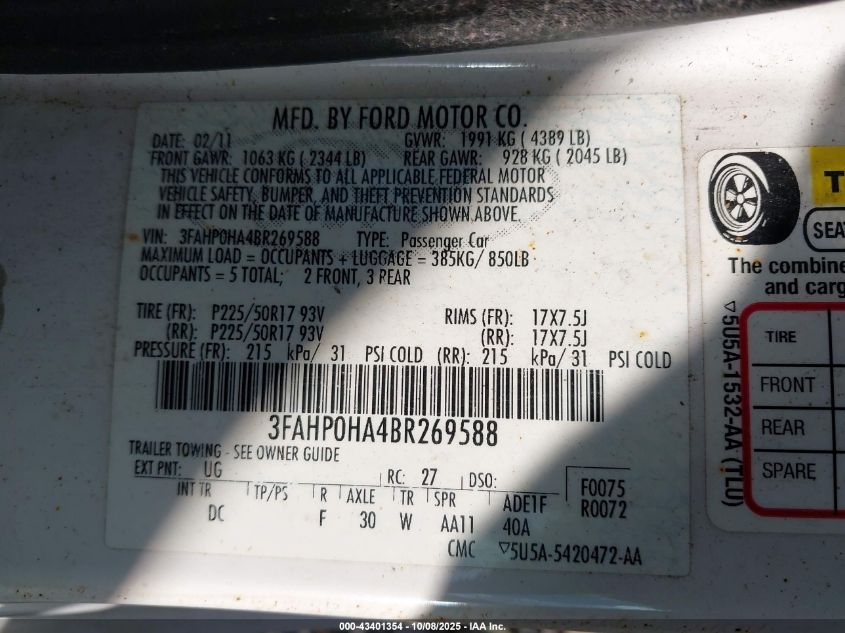 MFD. BY FORD MOTOR CO.
DATE: 02/11 GVWR: 1991 KG ( 4389 LB)
FRONT GAWR: 1063 KG ( 2344 LB) REAR GAWR: 928 KG ( 2045 LB)
THIS VEHICLE CONFORMS TO ALL APPLICABLE FEDERAL MOTOR
VEHICLE SAFETY, BUMPER, AND THEFT PREVENTION STANDARDS
IN EFFECT ON THE DATE OF MANUFACTURE SHOWN ABOVE.
VIN: 3FAHP0HA4BR269588 TYPE: Passenger Car
MAXIMUM LOAD = OCCUPANTS + LUGGAGE = 385KG/ 850LB
OCCUPANTS = 5 TOTAL; 2 FRONT, 3 REAR
TIRE (FR): P225/50R17 93V RIMS (FR): 17X7.5J
(RR): P225/50R17 93V (RR): 17X7.5J
PRESSURE (FR): 215 kPa/ 31 PSI COLD (RR): 215 kPa/ 31 PSI COLD
3FAHP0HA4BR269588
TRAILER TOWING - SEE OWNER GUIDE
EXT PNT: UG RC: 27 DSO: F0075
INT TR TP/PS R AXLE TR SPR ADE1F R0072
DC F 30 W AA11 40A
CMC ▽5U5A-5420472-AA
SEA
The combine
and carg
TIRE
FRONT
REAR
SPARE
▽5U5A-1532-AA (TLU)
000-43401354 - 10/08/2025 - IAA Inc.